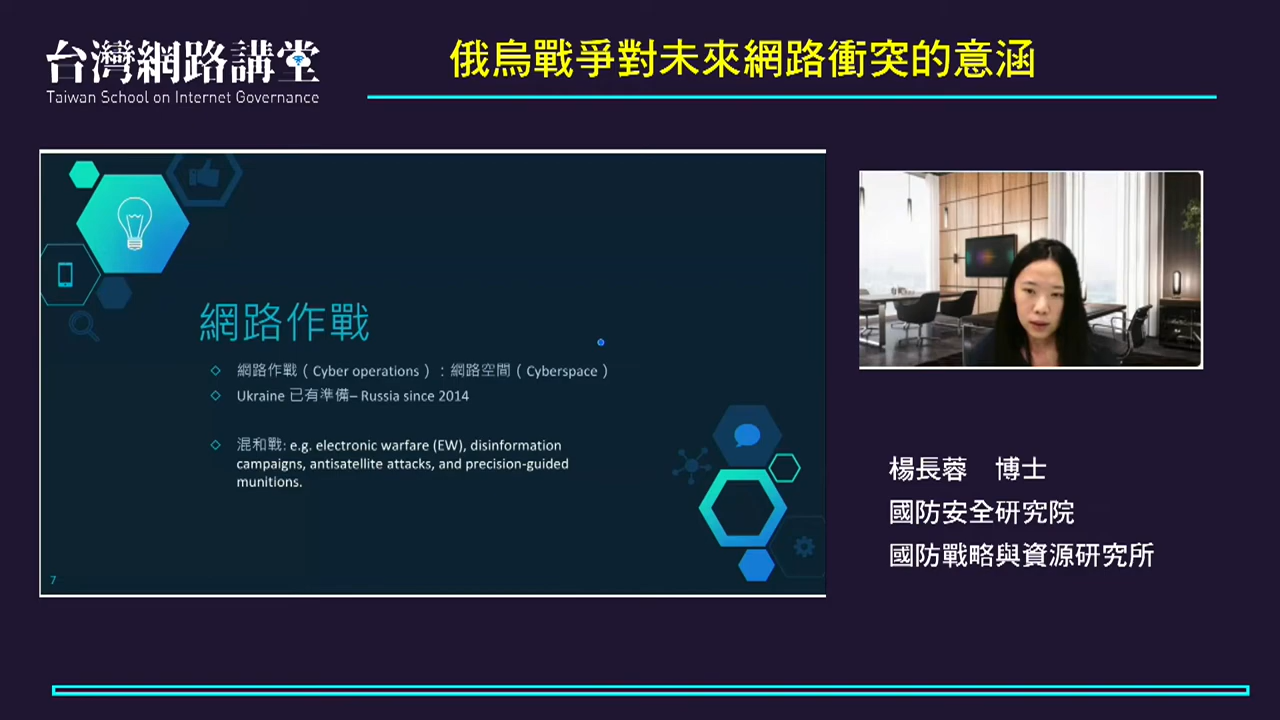 台灣網路講堂
Taiwan School on Internet Governance
俄烏戰爭對未來網路衝突的意涵
網路作戰
網路作戰（Cyber operations）：網路空間（Cyberspace）
Ukraine 已有準備– Russia since 2014
混和戰: e.g. electronic warfare (EW), disinformation
campaigns, antisatellite attacks, and precision-guided
munitions.
7
楊長蓉　博士
國防安全研究院
國防戰略與資源研究所